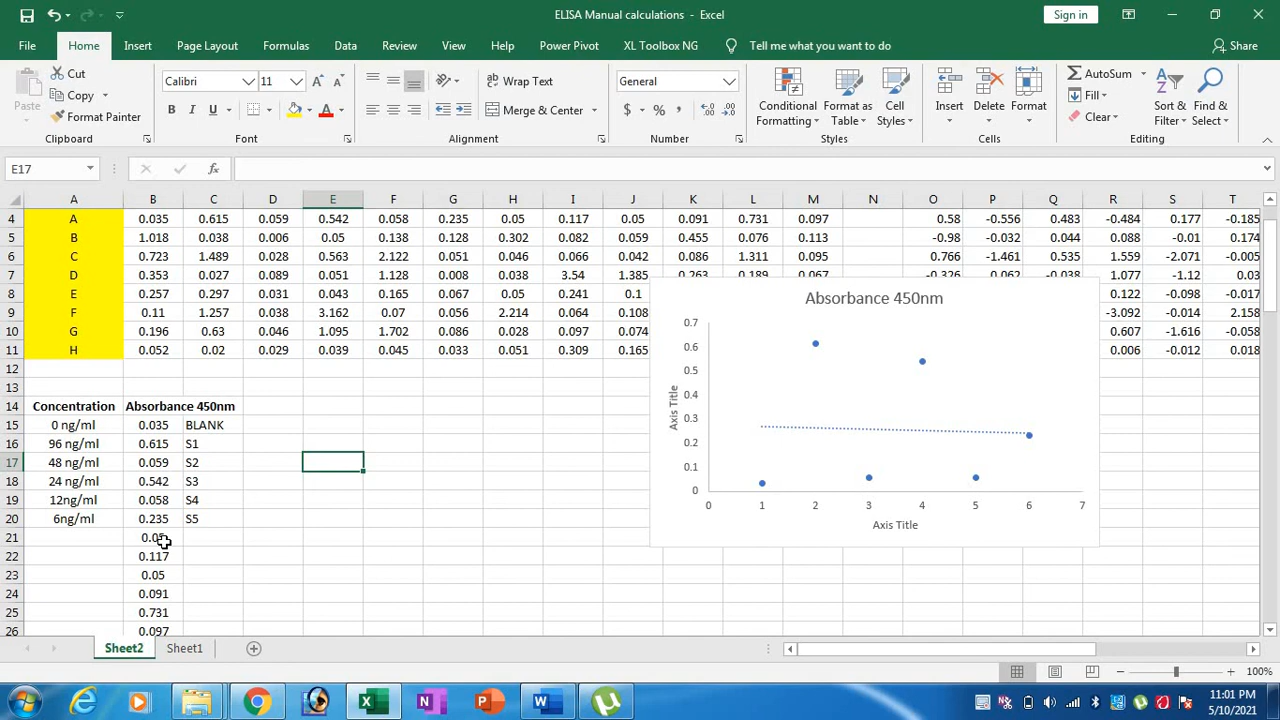 ELISA Manual calculations - Excel
Sign in
File Home Insert Page Layout Formulas Data Review View Help Power Pivot XL Toolbox NG Tell me what you want to do Share
Paste
Cut
Copy
Format Painter
Clipboard
Calibri 11
B I U
Font
Wrap Text
Merge & Center
Alignment
General
$ % ,
Number
Conditional Formatting
Format as Table
Cell Styles
Styles
Insert Delete Format
Cells
AutoSum
Fill
Clear
Sort & Filter
Find & Select
Editing
E17 fx
A B C D E F G H I J K L M N O P Q R S T
4 A 0.035 0.615 0.059 0.542 0.058 0.235 0.05 0.117 0.05 0.091 0.731 0.097 0.58 -0.556 0.483 -0.484 0.177 -0.185
5 B 1.018 0.038 0.006 0.05 0.138 0.128 0.302 0.082 0.059 0.455 0.076 0.113 -0.98 -0.032 0.044 0.088 -0.01 0.174
6 C 0.723 1.489 0.028 0.563 2.122 0.051 0.046 0.066 0.042 0.086 1.311 0.095 0.766 -1.461 0.535 1.559 -2.071 -0.005
7 D 0.353 0.027 0.089 0.051 1.128 0.008 0.038 3.54 1.385 0.263 0.189 0.067 -0.326 0.062 -0.038 1.077 -1.12 0.03
8 E 0.257 0.297 0.031 0.043 0.165 0.067 0.05 0.241 0.1 0.122 -0.098 -0.017
9 F 0.11 1.257 0.038 3.162 0.07 0.056 2.214 0.064 0.108 -3.092 -0.014 2.158
10 G 0.196 0.63 0.046 1.095 1.702 0.086 0.028 0.097 0.074 0.607 -1.616 -0.058
11 H 0.052 0.02 0.029 0.039 0.045 0.033 0.051 0.309 0.165 0.006 -0.012 0.018
12
13
14 Concentration Absorbance 450nm
15 0 ng/ml 0.035 BLANK
16 96 ng/ml 0.615 S1
17 48 ng/ml 0.059 S2
18 24 ng/ml 0.542 S3
19 12ng/ml 0.058 S4
20 6ng/ml 0.235 S5
21
22 0.117
23 0.05
24 0.091
25 0.731
26 0.097
Absorbance 450nm
0.7
0.6
0.5
0.4
0.3
0.2
0.1
0
Axis Title
0 1 2 3 4 5 6 7
Axis Title
Sheet2 Sheet1
100%
11:01 PM
5/10/2021